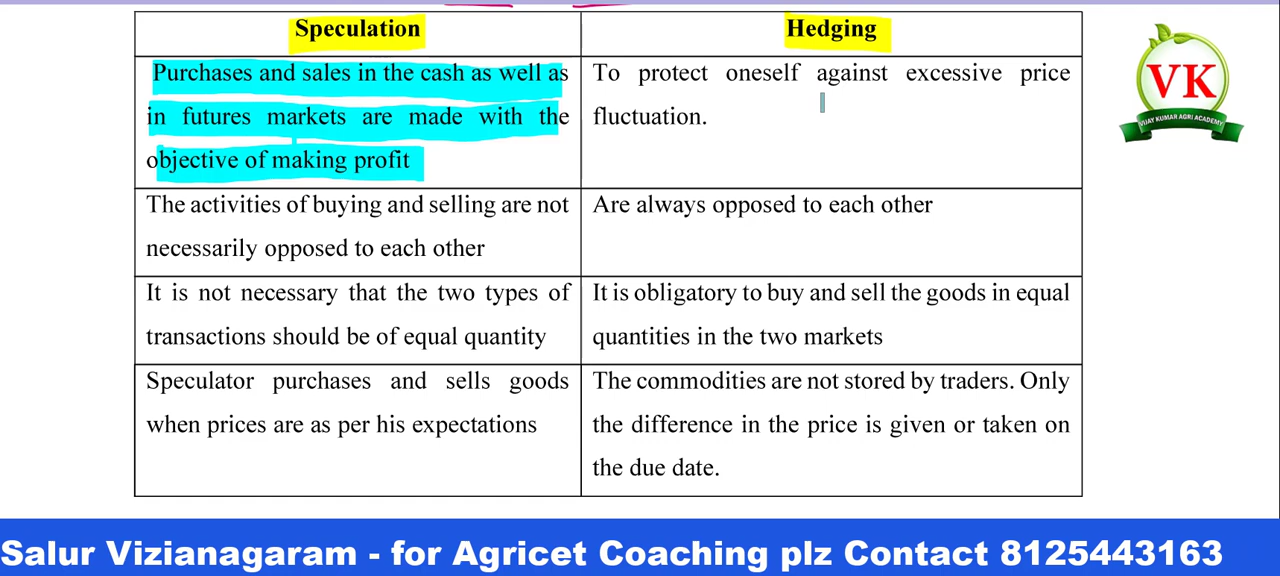 Speculation
Hedging
Purchases and sales in the cash as well as
in futures markets are made with the
objective of making profit
To protect oneself against excessive price
fluctuation.
The activities of buying and selling are not
necessarily opposed to each other
Are always opposed to each other
It is not necessary that the two types of
transactions should be of equal quantity
It is obligatory to buy and sell the goods in equal
quantities in the two markets
Speculator purchases and sells goods
when prices are as per his expectations
The commodities are not stored by traders. Only
the difference in the price is given or taken on
the due date.
VK
VIJAY KUMAR AGRI ACADEMY
Salur Vizianagaram - for Agricet Coaching plz Contact 8125443163